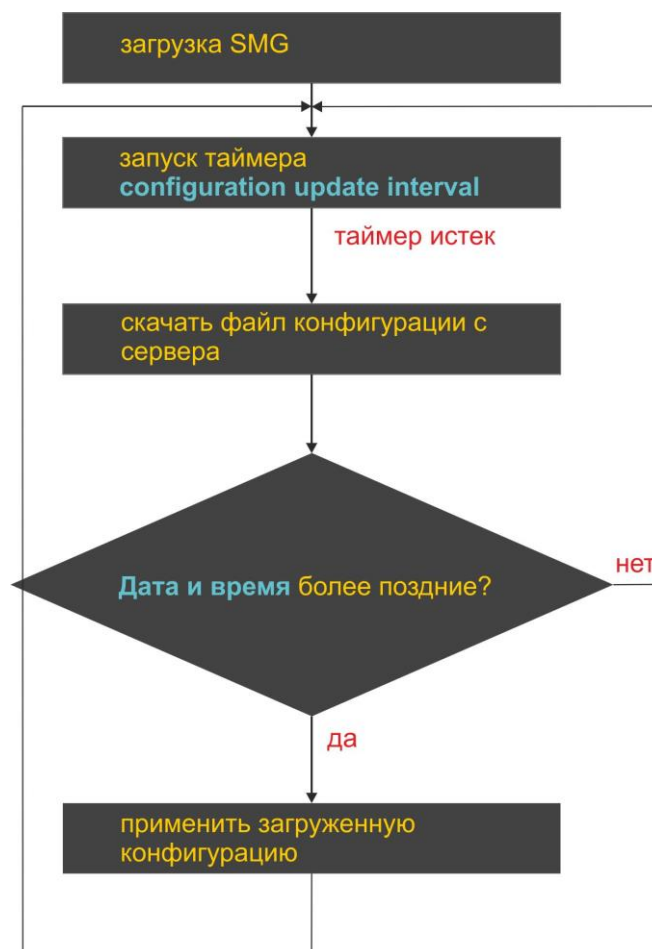 загрузка SMG
запуск таймера
configuration update interval
таймер истек
скачать файл конфигурации с
сервера
Дата и время более поздние?
нет
да
применить загруженную
конфигурацию